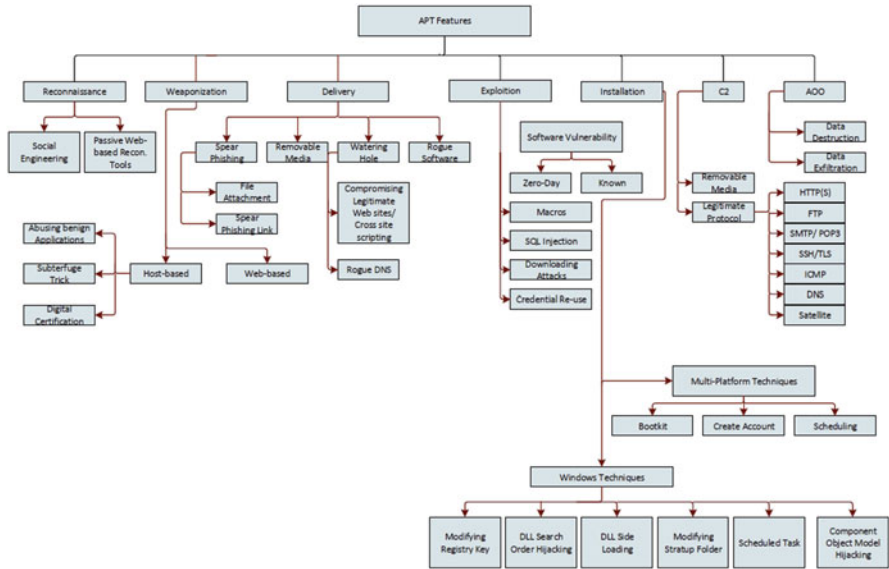 APT Features
Reconnaissance
Weaponization
Delivery
Exploition
Installation
C2
AOO
Social
Engineering
Passive Web-
based Recon.
Tools
Spear
Phishing
Removable
Media
Watering
Hole
Rogue
Software
Software Vulnerability
Data
Destruction
Data
Exfiltration
Zero-Day
Known
Removable
Media
Legitimate
Protocol
HTTP(S)
FTP
SMTP/ POP3
SSH/TLS
ICMP
DNS
Satellite
File
Attachment
Spear
Phishing Link
Compromising
Legitimate
Web sites/
Cross site
scripting
Rogue DNS
Macros
SQL Injection
Downloading
Attacks
Credential Re-use
Abusing benign
Applications
Subterfuge
Trick
Digital
Certification
Host-based
Web-based
Multi-Platform Techniques
Bootkit
Create Account
Scheduling
Windows Techniques
Modifying
Registry Key
DLL Search
Order Hijacking
DLL Side
Loading
Modifying
Stratup Folder
Scheduled Task
Component
Object Model
Hijacking